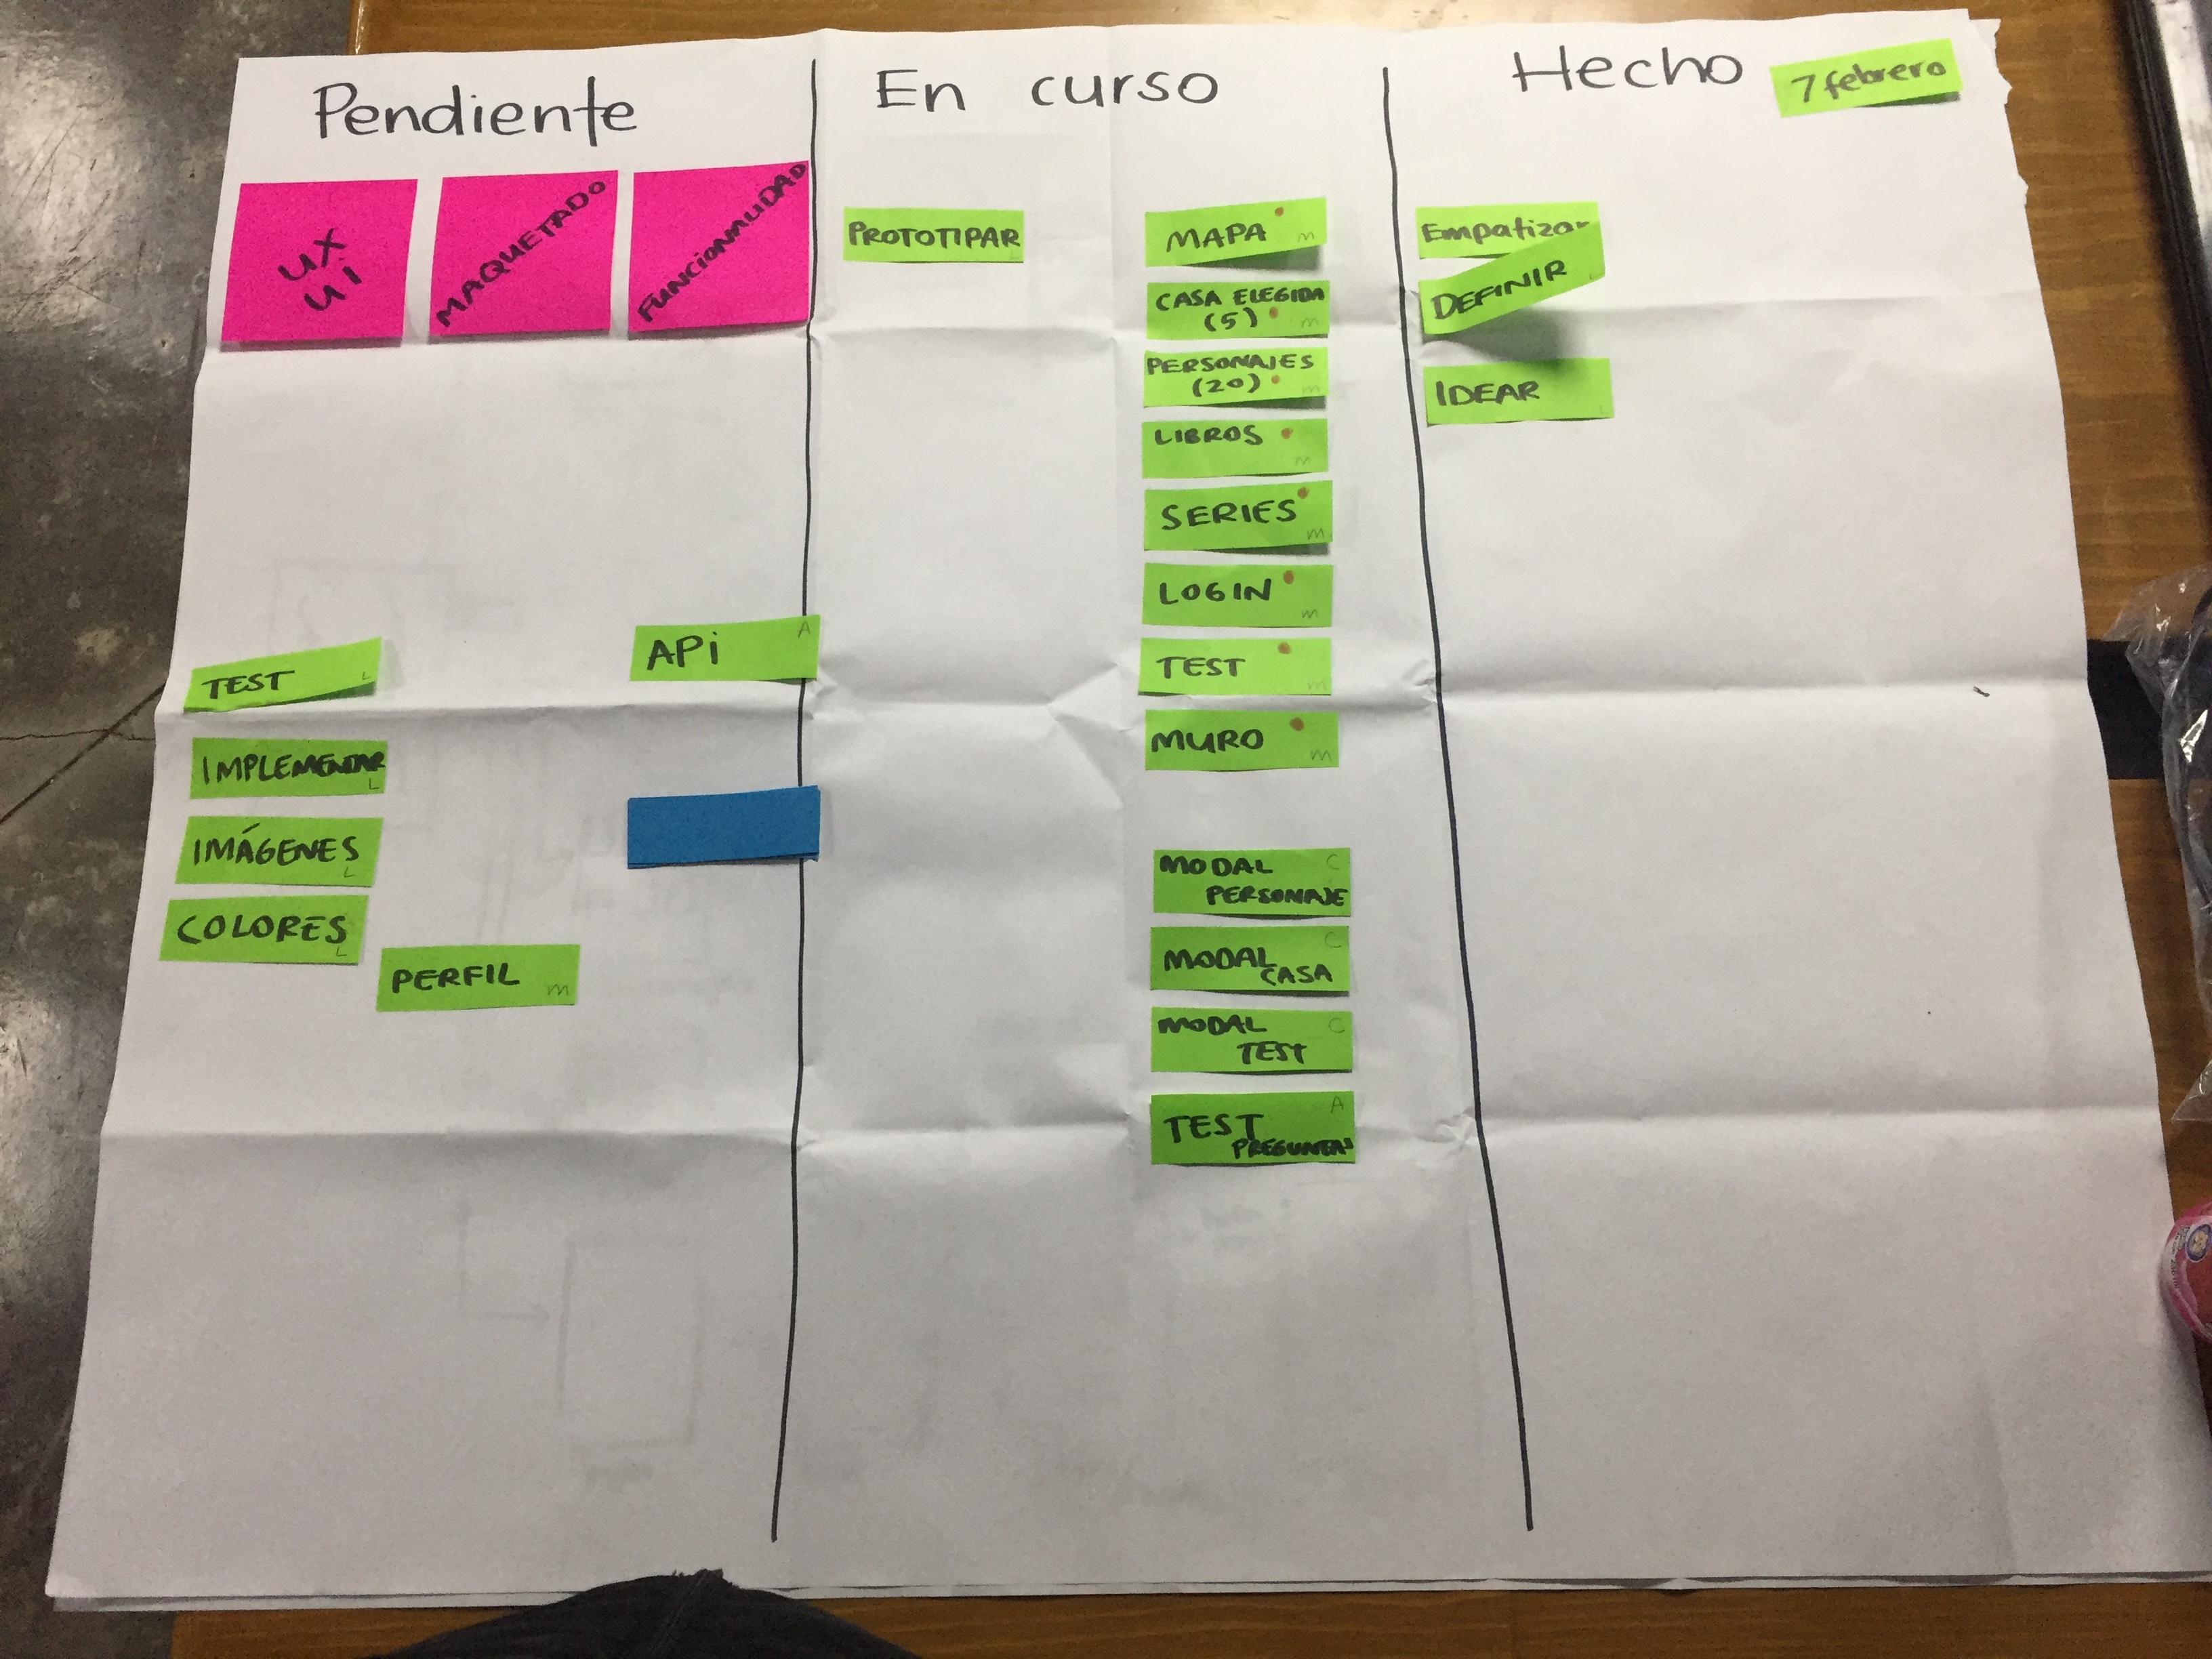 Pendiente
UX
Ui
MAQUETADO
FUNCIONALIDAD
TEST
L
IMPLEMENTAR
L
IMÁGENES
L
COLORES
L
PERFIL
m
APi
A
En curso
PROTOTIPAR
L
MAPA
m
CASA ELEGIDA
(5)
m
PERSONAJES
(20)
m
LIBROS
m
SERIES
m
LOGIN
m
TEST
m
MURO
m
MODAL C
PERSONAJE
MODAL C
CASA
MODAL C
TEST
TEST A
PREGUNTAS
Hecho
7 febrero
Empatizar
DEFINIR
L
IDEAR
L